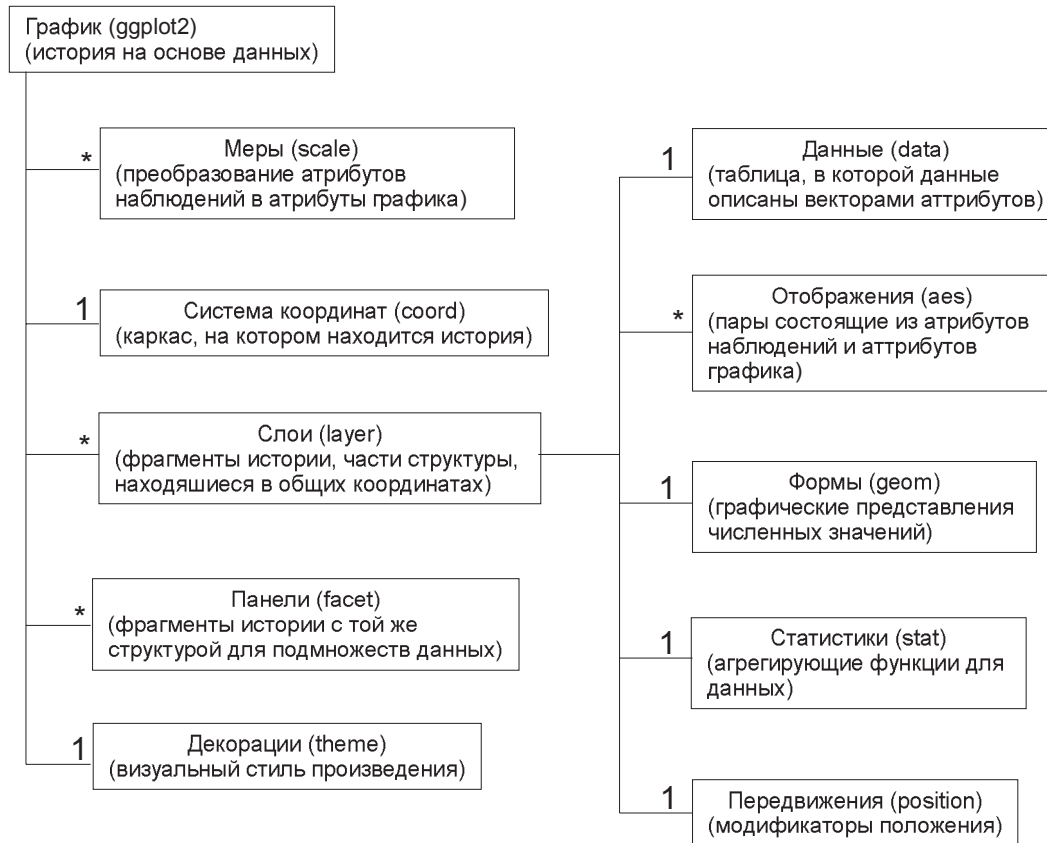 График (ggplot2)
(история на основе данных)
*
Меры (scale)
(преобразование атрибутов
наблюдений в атрибуты графика)
1
Система координат (coord)
(каркас, на котором находится история)
*
Слои (layer)
(фрагменты истории, части структуры,
находяшиеся в общих координатах)
*
Панели (facet)
(фрагменты истории с той же
структурой для подмножеств данных)
1
Декорации (theme)
(визуальный стиль произведения)
1
Данные (data)
(таблица, в которой данные
описаны векторами аттрибутов)
*
Отображения (aes)
(пары состоящие из атрибутов
наблюдений и аттрибутов
графика)
1
Формы (geom)
(графические представления
численных значений)
1
Статистики (stat)
(агрегирующие функции для
данных)
1
Передвижения (position)
(модификаторы положения)